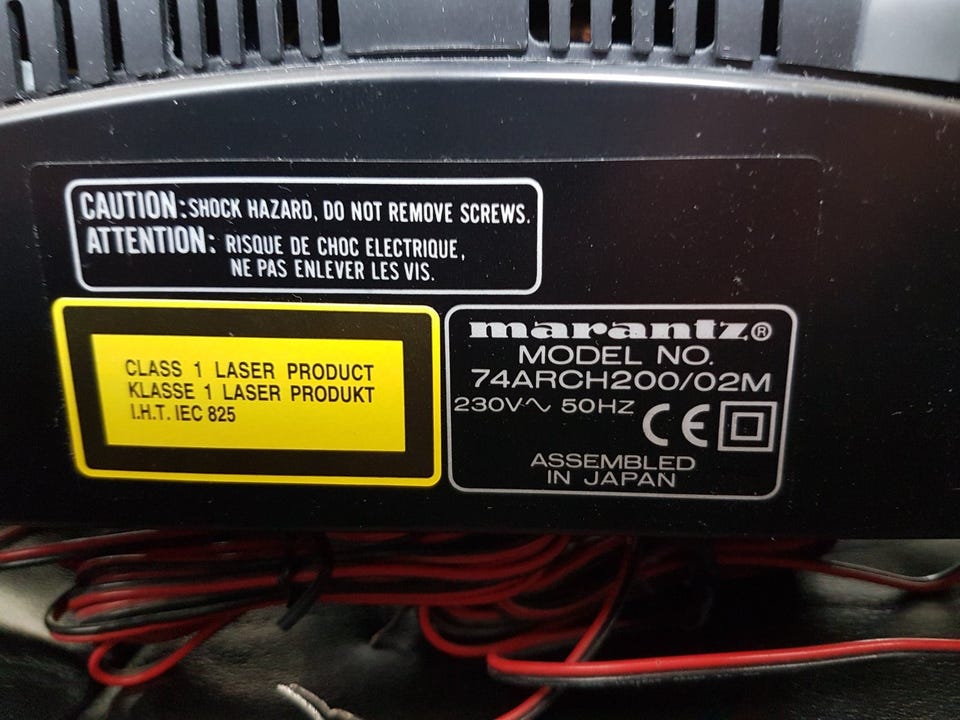 CAUTION: SHOCK HAZARD, DO NOT REMOVE SCREWS.
ATTENTION: RISQUE DE CHOC ELECTRIQUE,
NE PAS ENLEVER LES VIS.
CLASS 1 LASER PRODUCT
KLASSE 1 LASER PRODUKT
I.H.T. IEC 825
marantz®
MODEL NO.
74ARCH200/02M
230V~ 50HZ
CE
ASSEMBLED
IN JAPAN